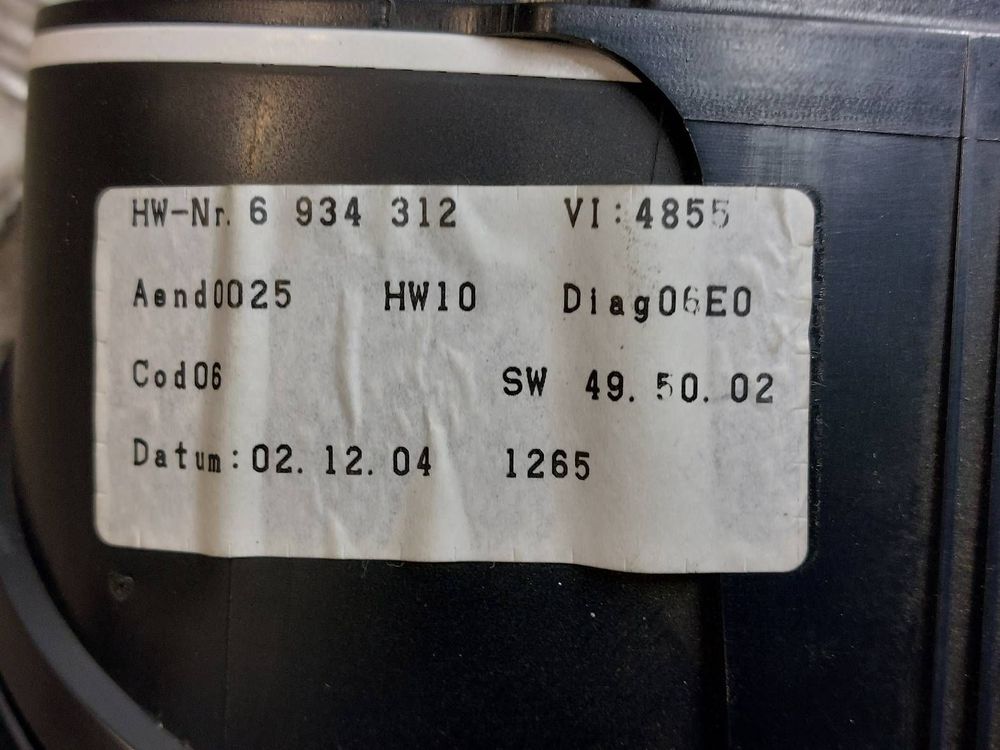 HW-Nr. 6 934 312 VI:4855
Aend0025 HW10 Diag06E0
Cod06 SW 49.50.02
Datum:02.12.04 1265